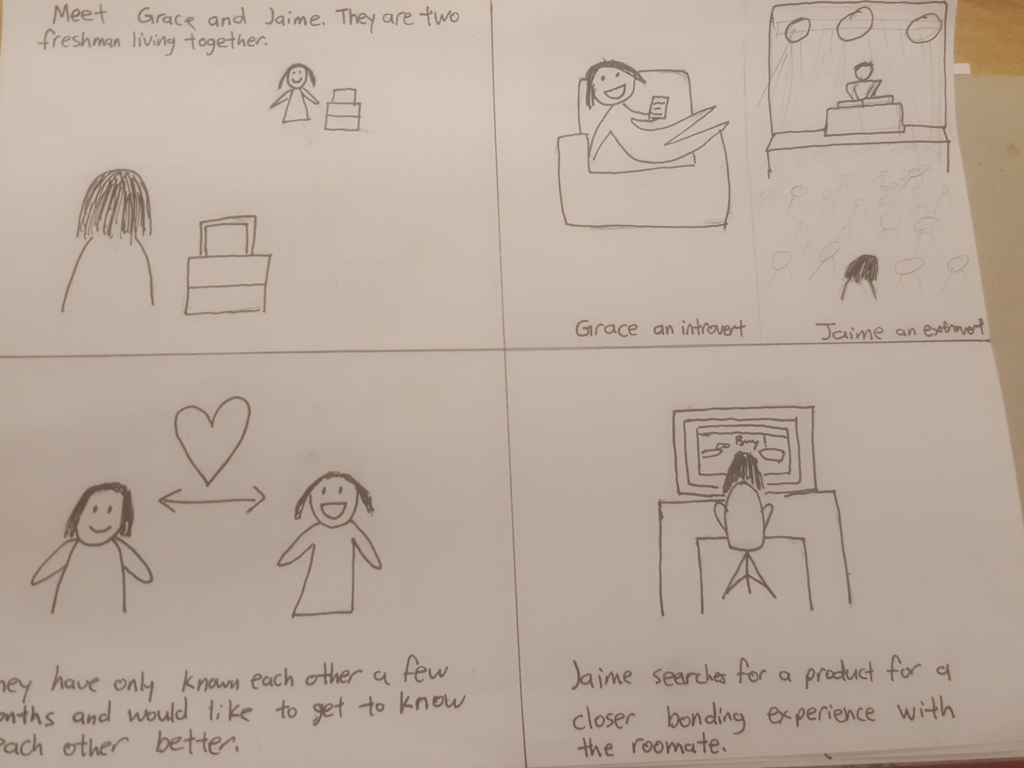 Meet Grace and Jaime. They are two
freshman living together.
Grace an introvert
Jaime an extrovert
hey have only known each other a few
onths and would like to get to know
each other better.
Buy
Jaime searches for a product for a
closer bonding experience with
the roomate.